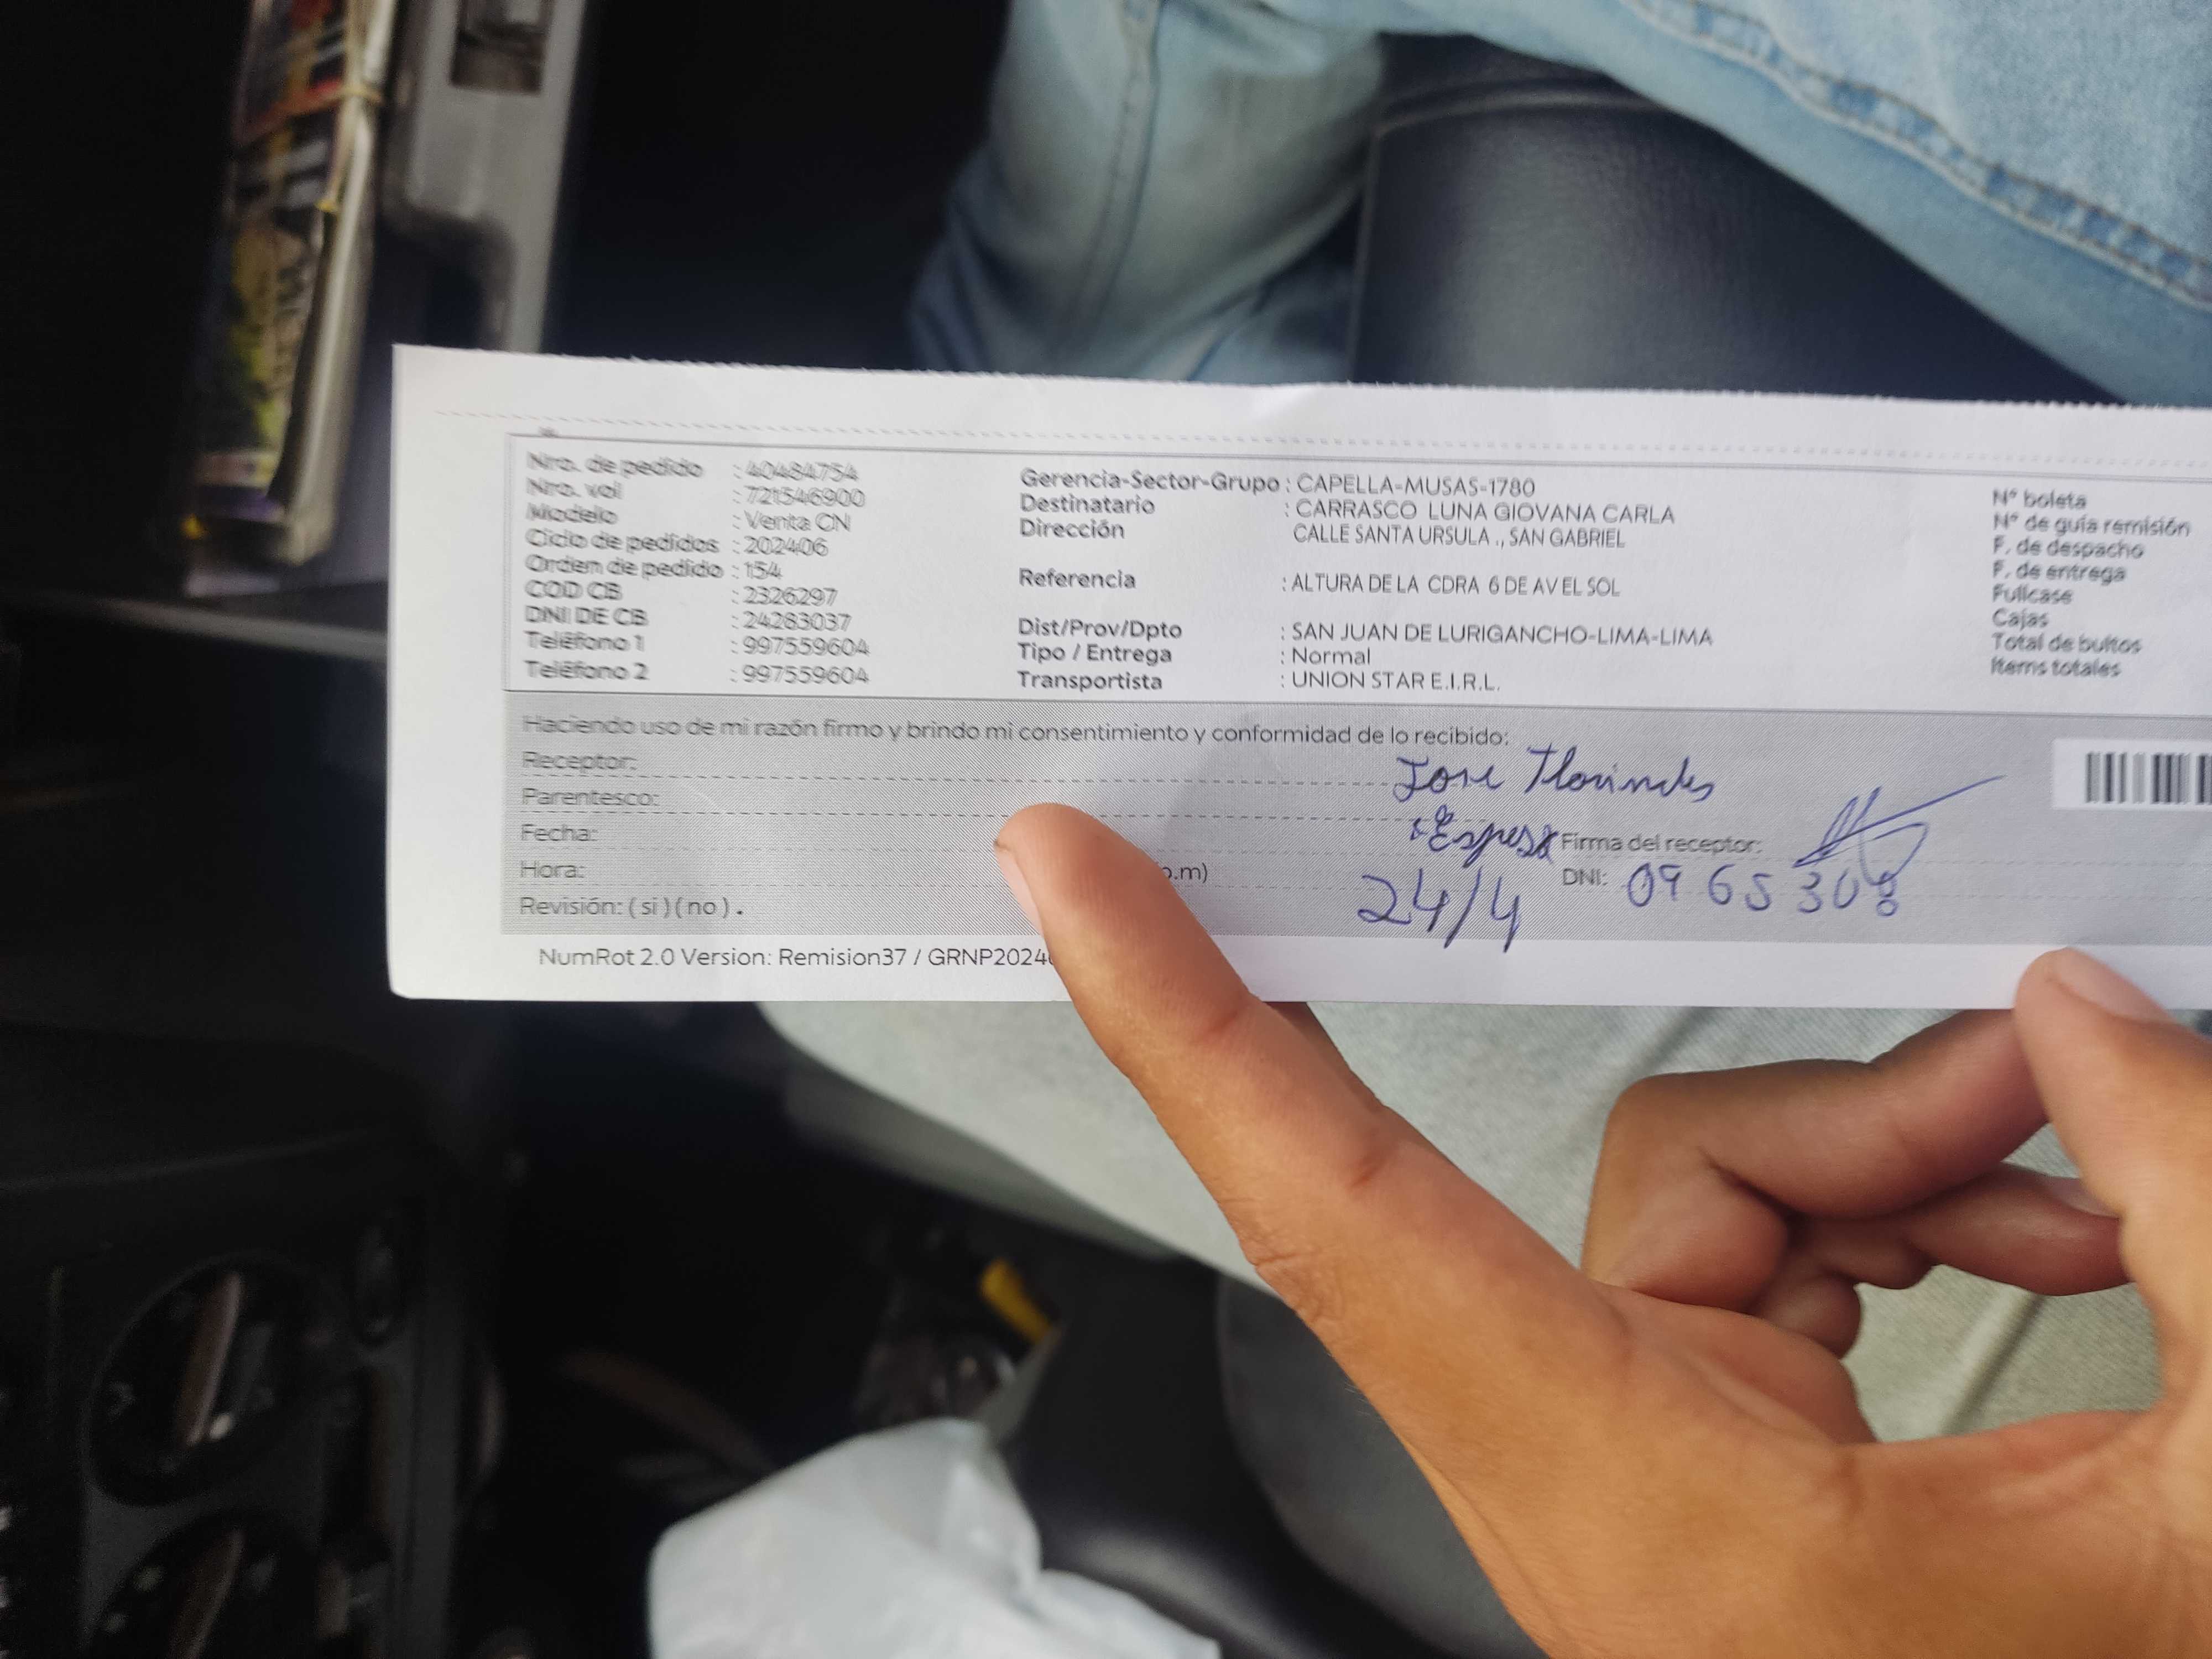 Nro. de pedido : 40484754
Nro. vol : 721546900
Modelo : Venta CN
Ciclo de pedidos : 202406
Orden de pedido : 154
COD CB : 2326297
DNI DE CB : 24283037
Teléfono 1 : 997559604
Teléfono 2 : 997559604
Gerencia-Sector-Grupo : CAPELLA-MUSAS-1780
Destinatario : CARRASCO LUNA GIOVANA CARLA
Dirección CALLE SANTA URSULA ., SAN GABRIEL
Referencia : ALTURA DE LA CDRA 6 DE AV EL SOL
Dist/Prov/Dpto : SAN JUAN DE LURIGANCHO-LIMA-LIMA
Tipo / Entrega : Normal
Transportista : UNION STAR E.I.R.L.
N° boleta
N° de guía remisión
F. de despacho
F. de entrega
Fullcase
Cajas
Total de bultos
Ítems totales
Haciendo uso de mi razón firmo y brindo mi consentimiento y conformidad de lo recibido:
Receptor: Jose
Parentesco:
Fecha: 24/4
Firma del receptor:
Hora: p.m)
DNI: 09 65 308
Revisión: ( si ) ( no ) .
NumRot 2.0 Version: Remision37 / GRNP2024